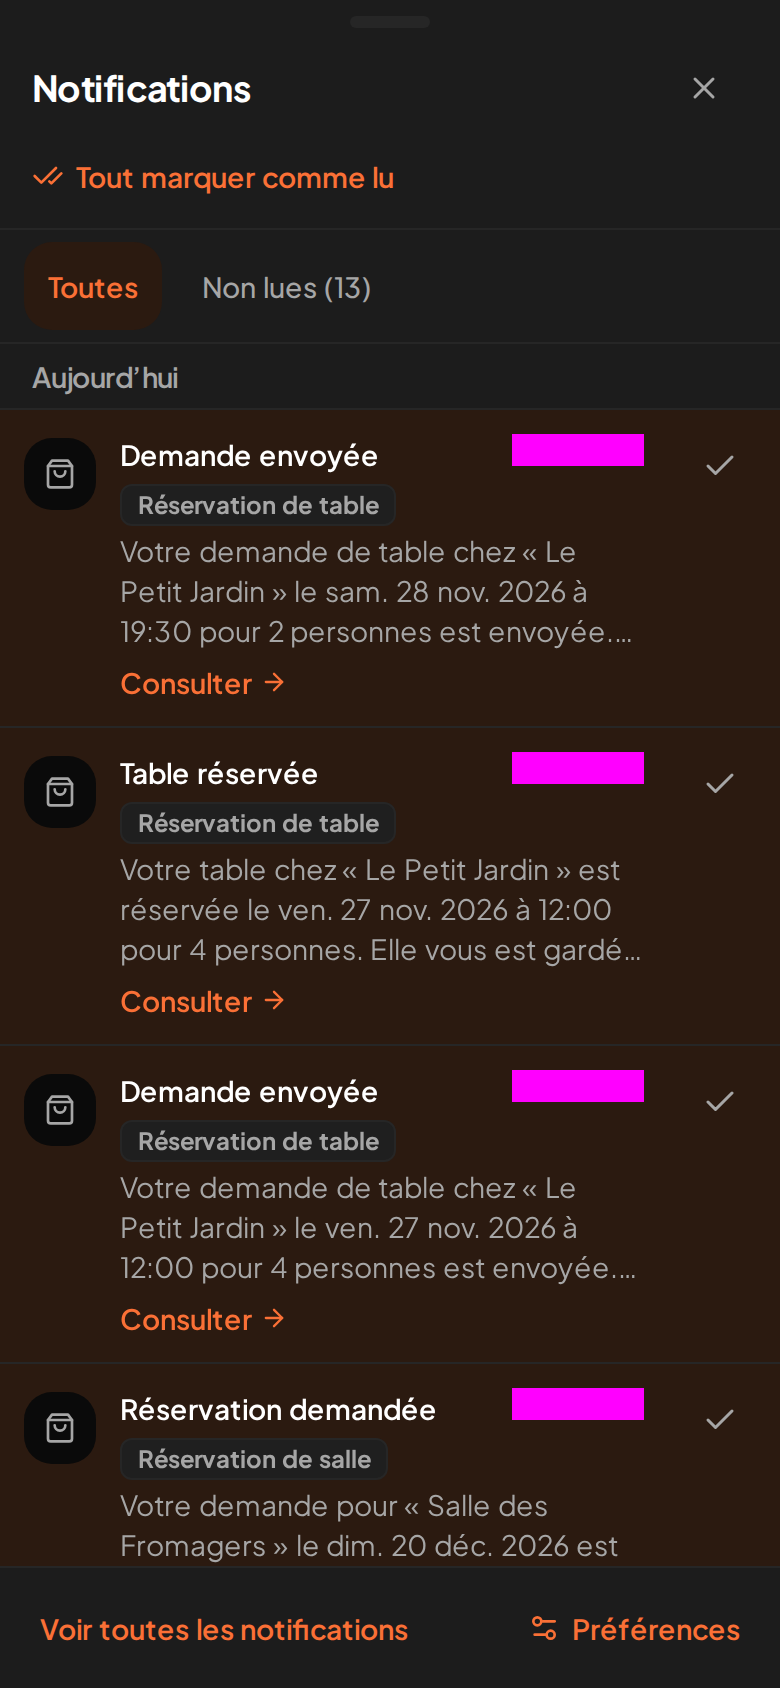 Notifications
Tout marquer comme lu
Toutes
Non lues (13)
Aujourd’hui
Demande envoyée
Réservation de table
Votre demande de table chez « Le
Petit Jardin » le sam. 28 nov. 2026 à
19:30 pour 2 personnes est envoyée.…
Consulter
Table réservée
Réservation de table
Votre table chez « Le Petit Jardin » est
réservée le ven. 27 nov. 2026 à 12:00
pour 4 personnes. Elle vous est gardé…
Consulter
Demande envoyée
Réservation de table
Votre demande de table chez « Le
Petit Jardin » le ven. 27 nov. 2026 à
12:00 pour 4 personnes est envoyée.…
Consulter
Réservation demandée
Réservation de salle
Votre demande pour « Salle des
Fromagers » le dim. 20 déc. 2026 est
Voir toutes les notifications
Préférences